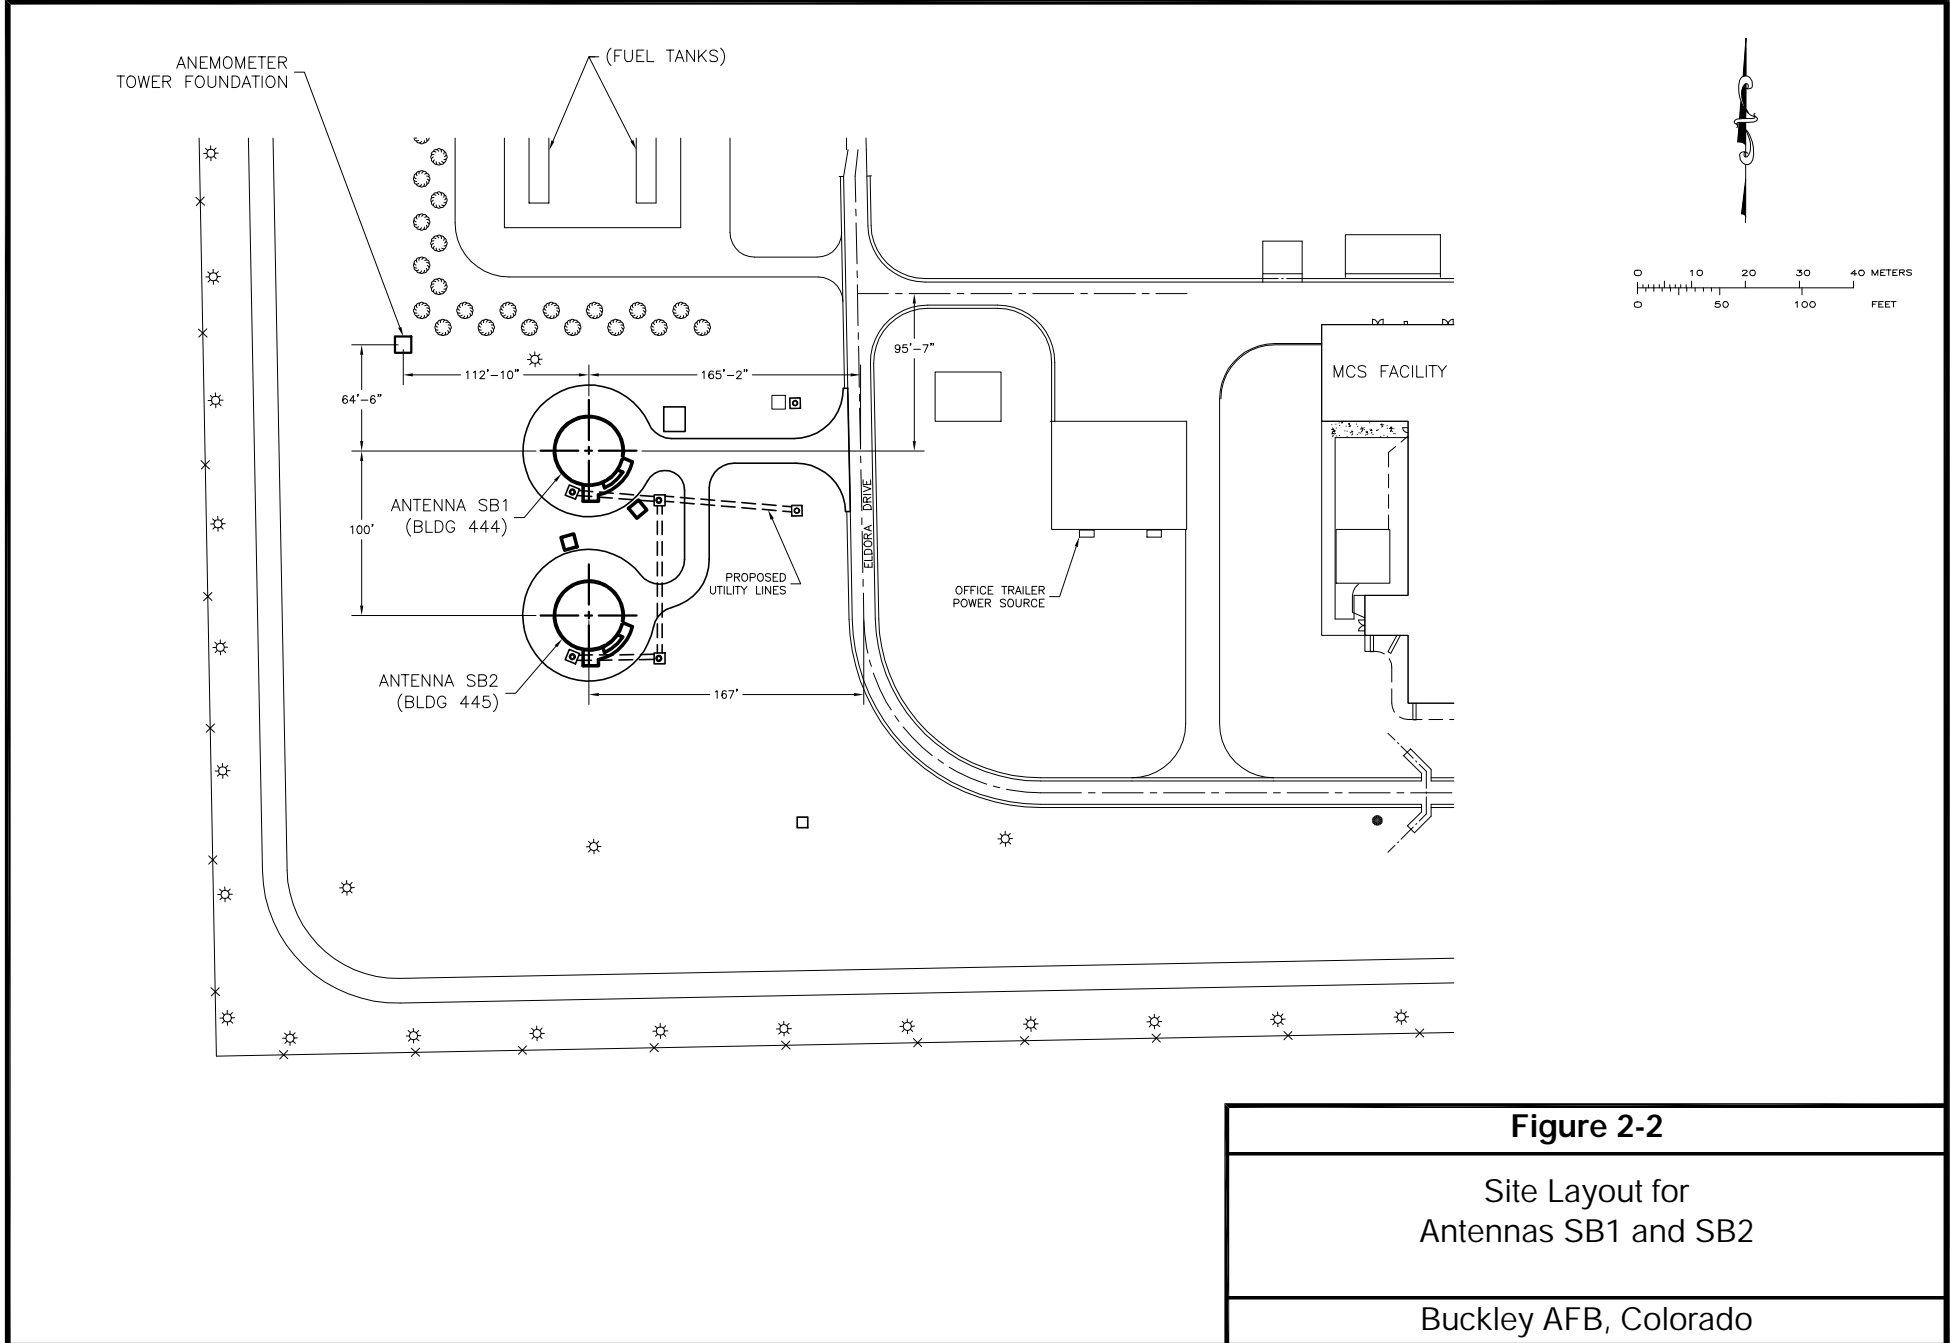 ANEMOMETER
TOWER FOUNDATION
(FUEL TANKS)
0 10 20 30 40 METERS
0 50 100 FEET
95'-7"
MCS FACILITY
112'-10"
165'-2"
64'-6"
ANTENNA SB1
(BLDG 444)
100'
ELDORA DRIVE
PROPOSED
UTILITY LINES
OFFICE TRAILER
POWER SOURCE
ANTENNA SB2
(BLDG 445)
167'
Figure 2-2
Site Layout for
Antennas SB1 and SB2
Buckley AFB, Colorado